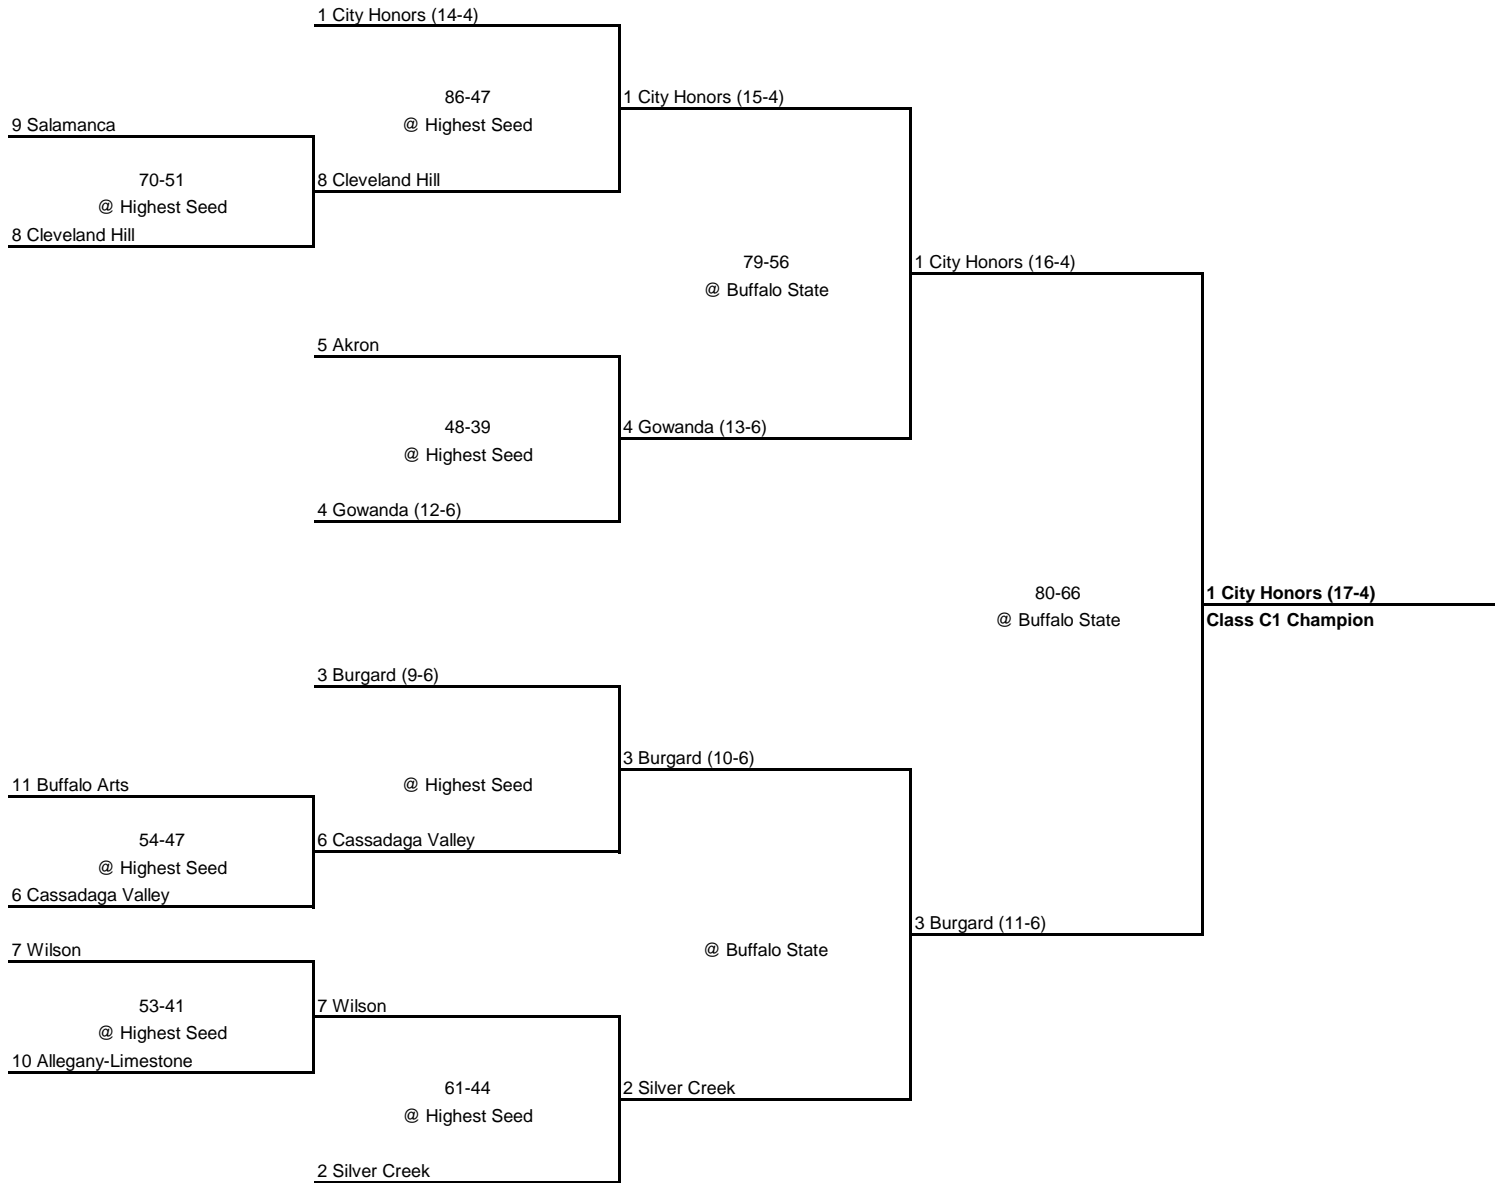 1 City Honors (14-4)
86-47
1 City Honors (15-4)
9 Salamanca
@ Highest Seed
70-51
8 Cleveland Hill
@ Highest Seed
8 Cleveland Hill
79-56
1 City Honors (16-4)
@ Buffalo State
5 Akron
48-39
4 Gowanda (13-6)
@ Highest Seed
4 Gowanda (12-6)
80-66
1 City Honors (17-4)
@ Buffalo State
Class C1 Champion
3 Burgard (9-6)
3 Burgard (10-6)
11 Buffalo Arts
@ Highest Seed
54-47
6 Cassadaga Valley
@ Highest Seed
6 Cassadaga Valley
3 Burgard (11-6)
7 Wilson
@ Buffalo State
53-41
7 Wilson
@ Highest Seed
10 Allegany-Limestone
61-44
2 Silver Creek
@ Highest Seed
2 Silver Creek